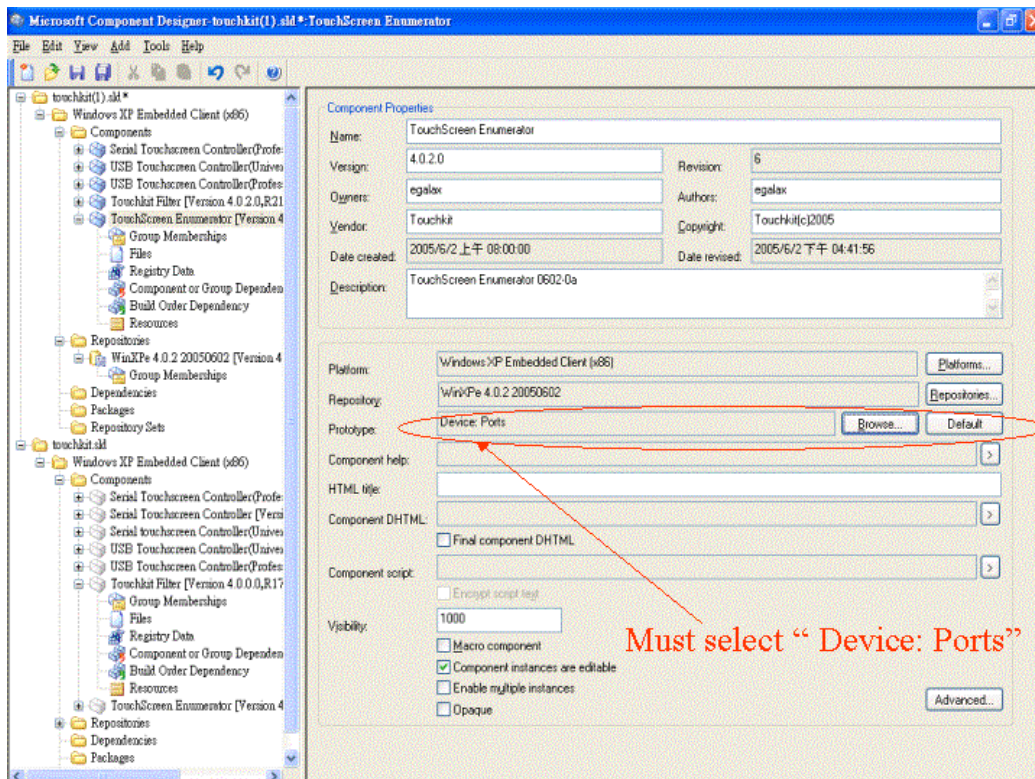 Microsoft Component Designer-touchkit(1).sld*:TouchScreen Enumerator
File Edit View Add Tools Help
touchkit(1).sld*
Windows XP Embedded Client (x86)
Components
Serial Touchscreen Controller(Profe
USB Touchscreen Controller(Univer
USB Touchscreen Controller(Profes
Touchkit Filter [Version 4.0.2.0,R21
TouchScreen Enumerator [Version 4
Group Memberships
Files
Registry Data
Component or Group Dependen
Build Order Dependency
Resources
Repositories
WinXPe 4.0.2 20050602 [Version 4
Group Memberships
Dependencies
Packages
Repository Sets
touchkit.sld
Windows XP Embedded Client (x86)
Components
Serial Touchscreen Controller(Profe
Serial Touchscreen Controller [Versi
Serial touchscreen Controller(Univer
USB Touchscreen Controller(Univer
USB Touchscreen Controller(Profes
Touchkit Filter [Version 4.0.0.0,R17
Group Memberships
Files
Registry Data
Component or Group Dependen
Build Order Dependency
Resources
TouchScreen Enumerator [Version 4
Repositories
Dependencies
Packages
Component Properties
Name: TouchScreen Enumerator
Version: 4.0.2.0 Revision: 6
Owners: egalax Authors: egalax
Vendor: Touchkit Copyright: Touchkit(c)2005
Date created: 2005/6/2 上午 08:00:00 Date revised: 2005/6/2 下午 04:41:56
Description: TouchScreen Enumerator 0602-0a
Platform: Windows XP Embedded Client (x86) Platforms...
Repository: WinXPe 4.0.2 20050602 Repositories...
Prototype: Device: Ports Browse... Default
Component help: >
HTML title:
Component DHTML: >
Final component DHTML
Component script: >
Encrypt script text
Visibility: 1000
Must select “ Device: Ports”
Macro component
Component instances are editable
Enable multiple instances
Opaque
Advanced...